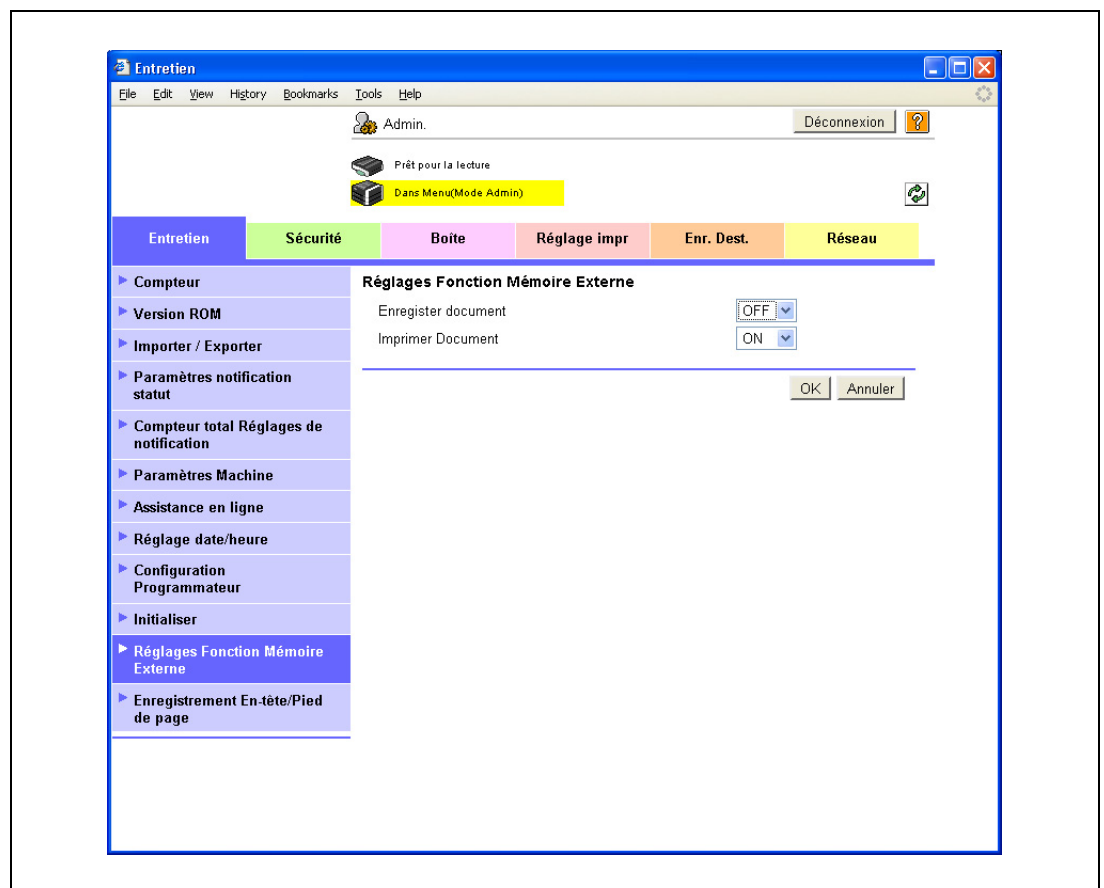 Entretien
File Edit View History Bookmarks Tools Help
Admin.
Déconnexion
?
Prêt pour la lecture
Dans Menu(Mode Admin)
Entretien Sécurité Boîte Réglage impr Enr. Dest. Réseau
Compteur
Version ROM
Importer / Exporter
Paramètres notification
statut
Compteur total Réglages de
notification
Paramètres Machine
Assistance en ligne
Réglage date/heure
Configuration
Programmateur
Initialiser
Réglages Fonction Mémoire
Externe
Enregistrement En-tête/Pied
de page
Réglages Fonction Mémoire Externe
Enregister document OFF
Imprimer Document ON
OK Annuler